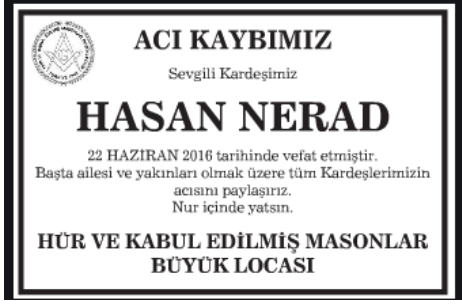 ACI KAYBIMIZ
Sevgili Kardeşimiz
HASAN NERAD
22 HAZİRAN 2016 tarihinde vefat etmiştir.
Başta ailesi ve yakınları olmak üzere tüm Kardeşlerimizin
acısını paylaşırız.
Nur içinde yatsın.
HÜR VE KABUL EDİLMİŞ MASONLAR
BÜYÜK LOCASI